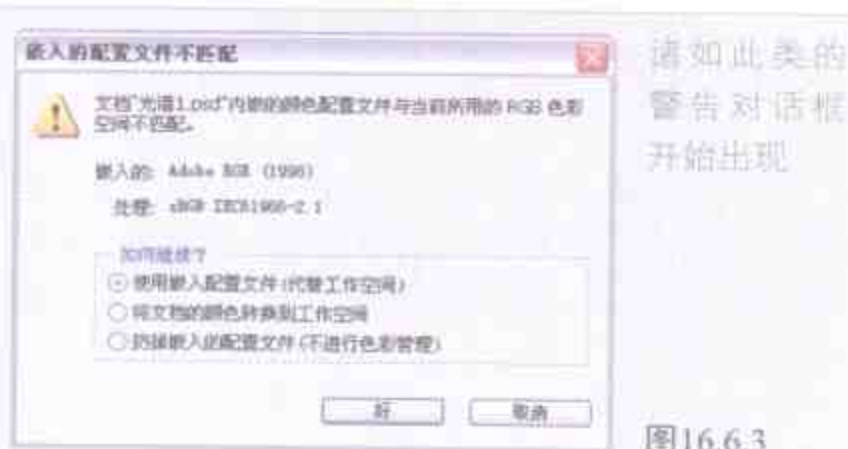 嵌入的配置文件不匹配
文档"光谱1.psd"内嵌的颜色配置文件与当前所用的 RGB 色彩
空间不匹配。
嵌入的: Adobe RGB (1998)
处理: sRGB IEC61966-2.1
如何继续?
使用嵌入配置文件(代替工作空间)
将文档的颜色转换到工作空间
扔掉嵌入的配置文件(不进行色彩管理)
好
取消
诸如此类的
警告对话框
开始出现
图16.6.3